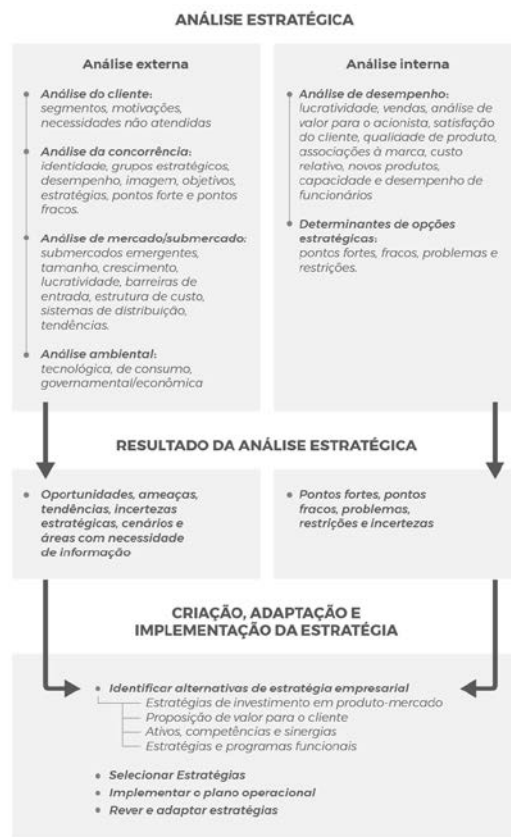 ANÁLISE ESTRATÉGICA
Análise externa
Análise do cliente:
segmentos, motivações,
necessidades não atendidas
Análise da concorrência:
identidade, grupos estratégicos,
desempenho, imagem, objetivos,
estratégias, pontos forte e pontos
fracos.
Análise de mercado/submercado:
submercados emergentes,
tamanho, crescimento,
lucratividade, barreiras de
entrada, estrutura de custo,
sistemas de distribuição,
tendências.
Análise ambiental:
tecnológica, de consumo,
governamental/econômica
Análise interna
Análise de desempenho:
lucratividade, vendas, análise de
valor para o acionista, satisfação
do cliente, qualidade de produto,
associações à marca, custo
relativo, novos produtos,
capacidade e desempenho de
funcionários
Determinantes de opções
estratégicas:
pontos fortes, fracos, problemas e
restrições.
RESULTADO DA ANÁLISE ESTRATÉGICA
Oportunidades, ameaças,
tendências, incertezas
estratégicas, cenários e
áreas com necessidade
de informação
Pontos fortes, pontos
fracos, problemas,
restrições e incertezas
CRIAÇÃO, ADAPTAÇÃO E
IMPLEMENTAÇÃO DA ESTRATÉGIA
Identificar alternativas de estratégia empresarial
Estratégias de investimento em produto-mercado
Proposição de valor para o cliente
Ativos, competências e sinergias
Estratégias e programas funcionais
Selecionar Estratégias
Implementar o plano operacional
Rever e adaptar estratégias